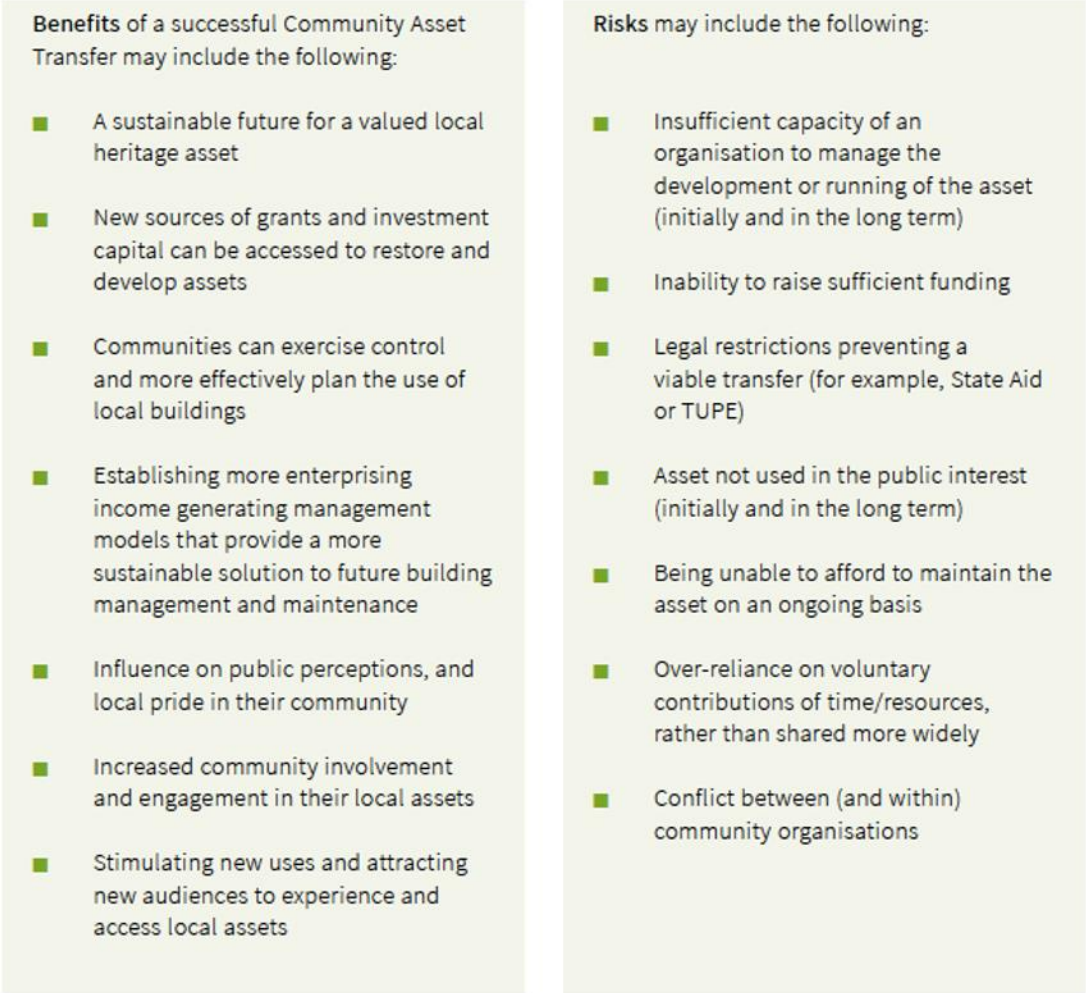 Benefits of a successful Community Asset
Transfer may include the following:
A sustainable future for a valued local
heritage asset
New sources of grants and investment
capital can be accessed to restore and
develop assets
Communities can exercise control
and more effectively plan the use of
local buildings
Establishing more enterprising
income generating management
models that provide a more
sustainable solution to future building
management and maintenance
Influence on public perceptions, and
local pride in their community
Increased community involvement
and engagement in their local assets
Stimulating new uses and attracting
new audiences to experience and
access local assets
Risks may include the following:
Insufficient capacity of an
organisation to manage the
development or running of the asset
(initially and in the long term)
Inability to raise sufficient funding
Legal restrictions preventing a
viable transfer (for example, State Aid
or TUPE)
Asset not used in the public interest
(initially and in the long term)
Being unable to afford to maintain the
asset on an ongoing basis
Over-reliance on voluntary
contributions of time/resources,
rather than shared more widely
Conflict between (and within)
community organisations